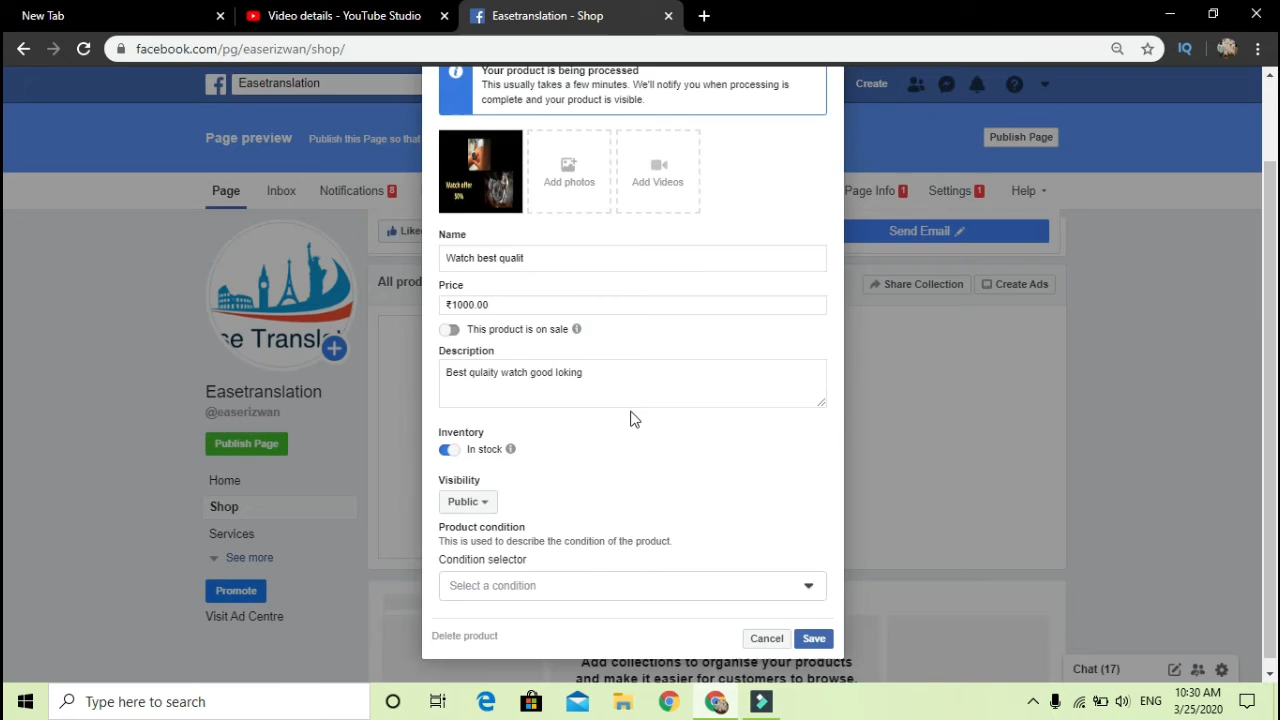 New Tab
Video details - YouTube Studio
Easetranslation - Shop
facebook.com/pg/easerizwan/shop/
Easetranslation
Create
Your product is being processed
This usually takes a few minutes. We'll notify you when processing is
complete and your product is visible.
Page preview
Publish this Page so that
Publish Page
Page
Inbox
Notifications 8
Page Info 1
Settings 1
Help
Watch offer
50%
Add photos
Add Videos
Like
Send Email
Name
Watch best qualit
Price
₹1000.00
This product is on sale
Description
Best qulaity watch good loking
Inventory
In stock
Visibility
Public
Product condition
This is used to describe the condition of the product.
Condition selector
Select a condition
Delete product
Cancel
Save
All prod
Share Collection
Create Ads
se Transl
Easetranslation
@easerizwan
Publish Page
Home
Shop
Services
See more
Promote
Visit Ad Centre
Add collections to organise your products
and make it easier for customers to browse.
Chat (17)
Type here to search
ENG
10:30 AM
3/25/2020